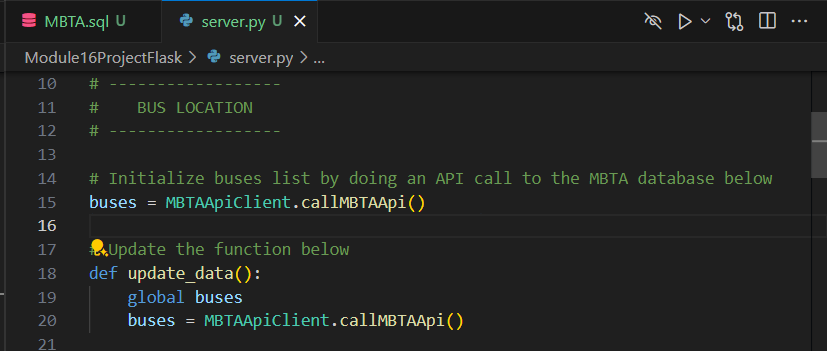 MBTA.sql U server.py U
Module16ProjectFlask > server.py > ...
10 # ------------------
11 #    BUS LOCATION
12 # ------------------
13
14 # Initialize buses list by doing an API call to the MBTA database below
15 buses = MBTAApiClient.callMBTAApi()
16
17 # Update the function below
18 def update_data():
19     global buses
20     buses = MBTAApiClient.callMBTAApi()
21